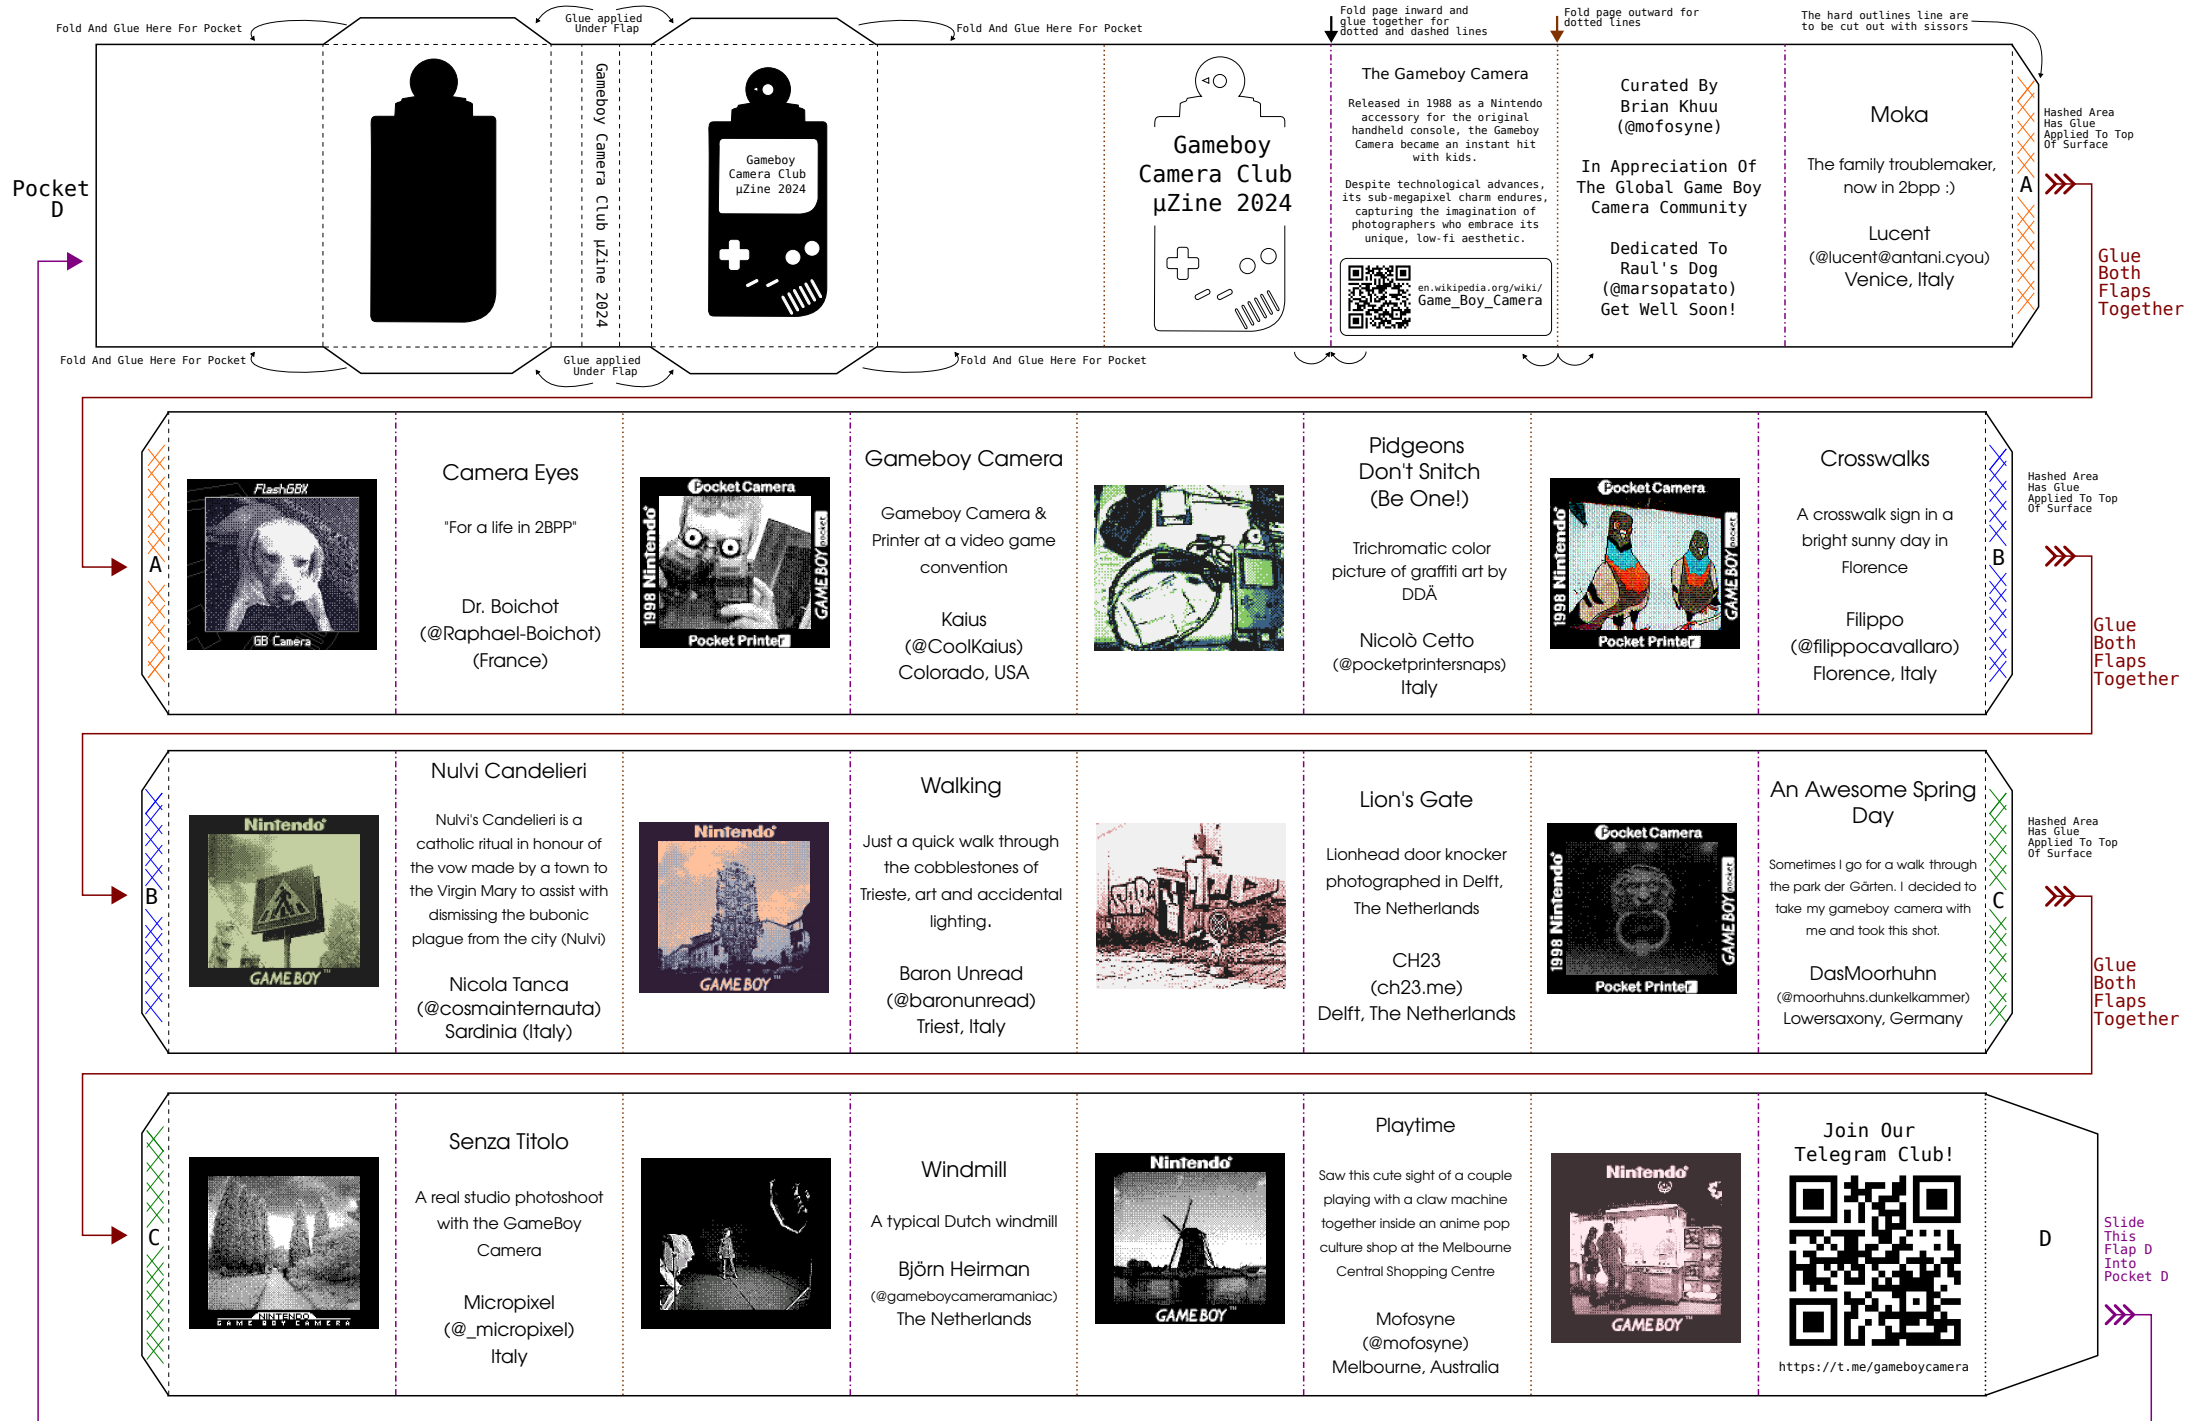 Fold And Glue Here For Pocket
Glue applied
Under Flap
Fold And Glue Here For Pocket
Fold page inward and
glue together for
dotted and dashed lines
Fold page outward for
dotted lines
The hard outlines line are
to be cut out with sissors
Pocket
D
Gameboy Camera Club µZine 2024
Gameboy
Camera Club
µZine 2024
Gameboy
Camera Club
µZine 2024
The Gameboy Camera
Released in 1988 as a Nintendo
accessory for the original
handheld console, the Gameboy
Camera became an instant hit
with kids.
Despite technological advances,
its sub-megapixel charm endures,
capturing the imagination of
photographers who embrace its
unique, low-fi aesthetic.
en.wikipedia.org/wiki/
Game_Boy_Camera
Curated By
Brian Khuu
(@mofosyne)
In Appreciation Of
The Global Game Boy
Camera Community
Dedicated To
Raul's Dog
(@marsopatato)
Get Well Soon!
Moka
The family troublemaker,
now in 2bpp :)
Lucent
(@lucent@antani.cyou)
Venice, Italy
A
Hashed Area
Has Glue
Applied To Top
Of Surface
Glue
Both
Flaps
Together
Fold And Glue Here For Pocket
Glue applied
Under Flap
Fold And Glue Here For Pocket
A
FlashGBX
GB Camera
Camera Eyes
"For a life in 2BPP"
Dr. Boichot
(@Raphael-Boichot)
(France)
Pocket Camera
1998 Nintendo
GAME BOY pocket
Pocket Printer
Gameboy Camera
Gameboy Camera &
Printer at a video game
convention
Kaius
(@CoolKaius)
Colorado, USA
Pidgeons
Don't Snitch
(Be One!)
Trichromatic color
picture of graffiti art by
DDÄ
Nicolò Cetto
(@pocketprintersnaps)
Italy
Pocket Camera
1998 Nintendo
GAME BOY pocket
Pocket Printer
Crosswalks
A crosswalk sign in a
bright sunny day in
Florence
Filippo
(@filippocavallaro)
Florence, Italy
B
Hashed Area
Has Glue
Applied To Top
Of Surface
Glue
Both
Flaps
Together
B
Nintendo
GAME BOY™
Nulvi Candelieri
Nulvi's Candelieri is a
catholic ritual in honour of
the vow made by a town to
the Virgin Mary to assist with
dismissing the bubonic
plague from the city (Nulvi)
Nicola Tanca
(@cosmainternauta)
Sardinia (Italy)
Nintendo
GAME BOY™
Walking
Just a quick walk through
the cobblestones of
Trieste, art and accidental
lighting.
Baron Unread
(@baronunread)
Triest, Italy
Lion's Gate
Lionhead door knocker
photographed in Delft,
The Netherlands
CH23
(ch23.me)
Delft, The Netherlands
Pocket Camera
1998 Nintendo
GAME BOY pocket
Pocket Printer
An Awesome Spring
Day
Sometimes I go for a walk through
the park der Gärten. I decided to
take my gameboy camera with
me and took this shot.
DasMoorhuhn
(@moorhuhns.dunkelkammer)
Lowersaxony, Germany
C
Hashed Area
Has Glue
Applied To Top
Of Surface
Glue
Both
Flaps
Together
C
NINTENDO
GAME BOY CAMERA
Senza Titolo
A real studio photoshoot
with the GameBoy
Camera
Micropixel
(@_micropixel)
Italy
Windmill
A typical Dutch windmill
Björn Heirman
(@gameboycameramaniac)
The Netherlands
Nintendo
GAME BOY™
Playtime
Saw this cute sight of a couple
playing with a claw machine
together inside an anime pop
culture shop at the Melbourne
Central Shopping Centre
Mofosyne
(@mofosyne)
Melbourne, Australia
Nintendo
GAME BOY™
Join Our
Telegram Club!
https://t.me/gameboycamera
D
Slide
This
Flap D
Into
Pocket D